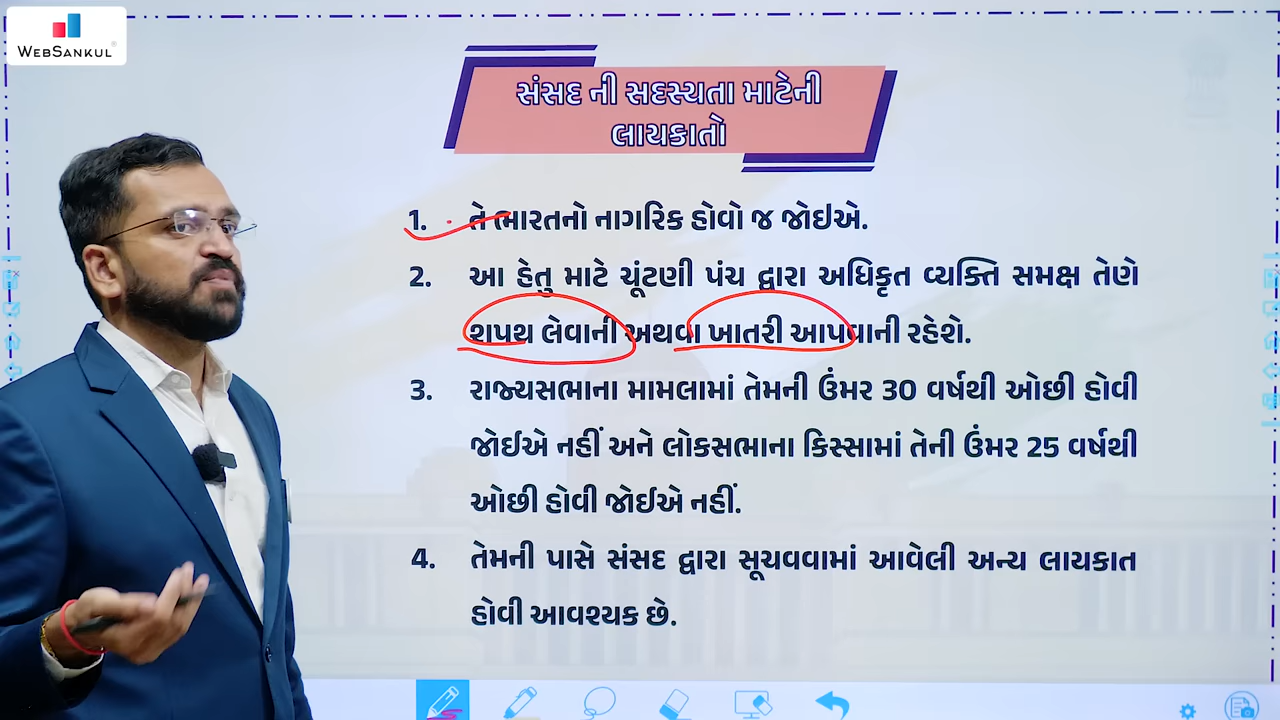 WEBSANKUL
સંસદ ની સદસ્યતા માટેની
લાયકાતો
1. તે ભારતનો નાગરિક હોવો જ જોઈએ.
2. આ હેતુ માટે ચૂંટણી પંચ દ્વારા અધિકૃત વ્યક્તિ સમક્ષ તેણે
શપથ લેવાની અથવા ખાતરી આપવાની રહેશે.
3. રાજ્યસભાના મામલામાં તેમની ઉંમર 30 વર્ષથી ઓછી હોવી
જોઈએ નહીં અને લોકસભાના કિસ્સામાં તેની ઉંમર 25 વર્ષથી
ઓછી હોવી જોઈએ નહીં.
4. તેમની પાસે સંસદ દ્વારા સૂચવવામાં આવેલી અન્ય લાયકાત
હોવી આવશ્યક છે.